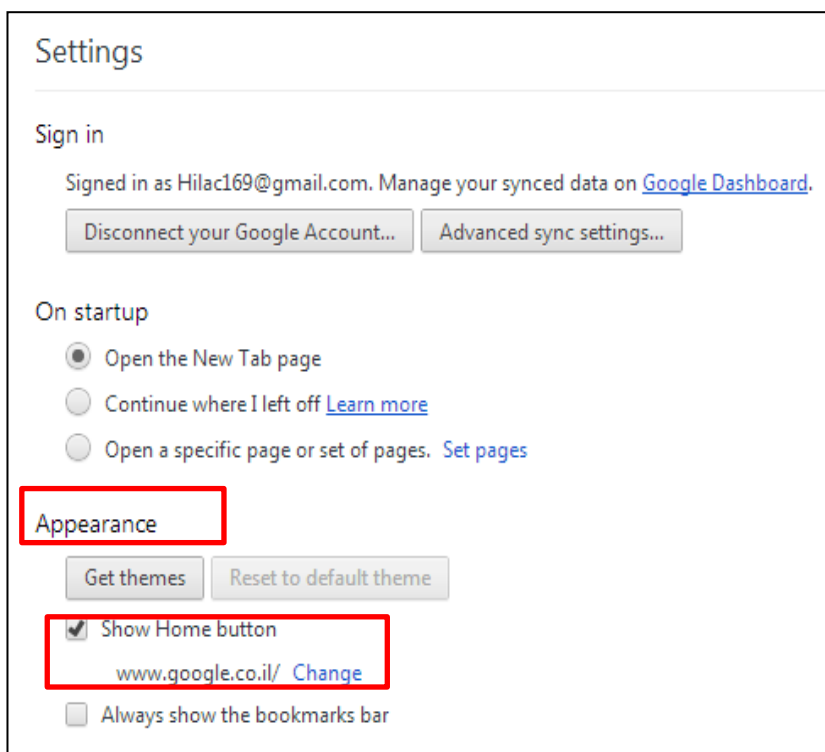 Settings
Sign in
Signed in as Hilac169@gmail.com. Manage your synced data on Google Dashboard.
Disconnect your Google Account... Advanced sync settings...
On startup
Open the New Tab page
Continue where I left off Learn more
Open a specific page or set of pages. Set pages
Appearance
Get themes Reset to default theme
Show Home button
www.google.co.il/ Change
Always show the bookmarks bar